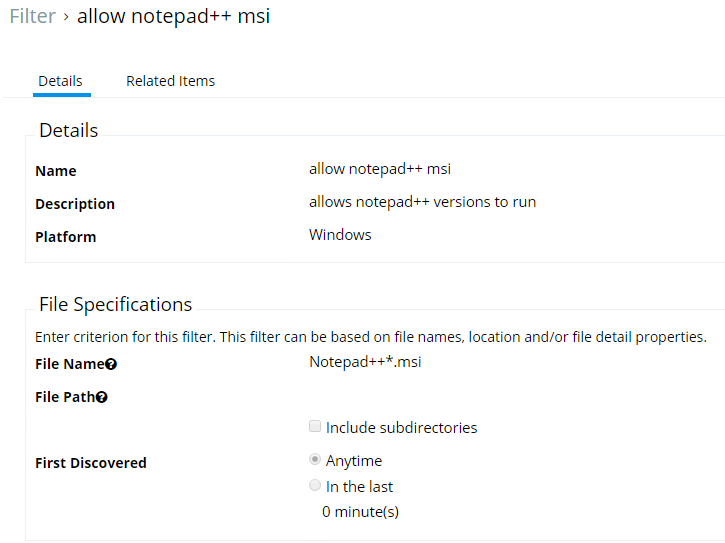 Filter › allow notepad++ msi
Details Related Items
Details
Name allow notepad++ msi
Description allows notepad++ versions to run
Platform Windows
File Specifications
Enter criterion for this filter. This filter can be based on file names, location and/or file detail properties.
File Name? Notepad++*.msi
File Path?
Include subdirectories
First Discovered Anytime
In the last
0 minute(s)